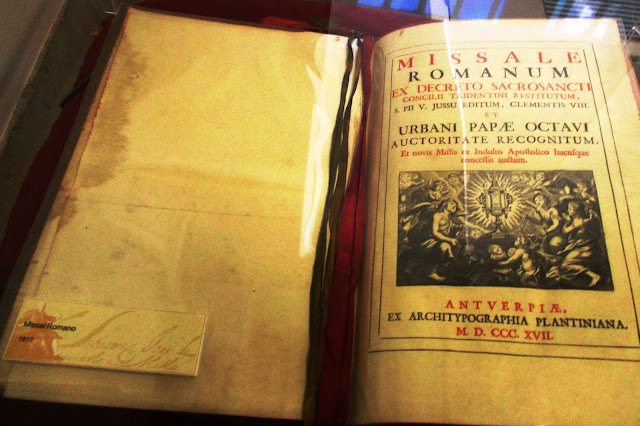 Missal Romano
1817
MISSALE
ROMANUM
EX DECRETO SACROSANCTI
CONCILII TRIDENTINI RESTITUTUM,
S. PII V. JUSSU EDITUM, CLEMENTIS VIII.
ET
URBANI PAPÆ OCTAVI
AUCTORITATE RECOGNITUM.
Et novis Missis ex Indulto Apostolico hucusque
concessis auctum.
ANTVERPIÆ,
EX ARCHITYPOGRAPHIA PLANTINIANA.
M. D. CCC. XVII.